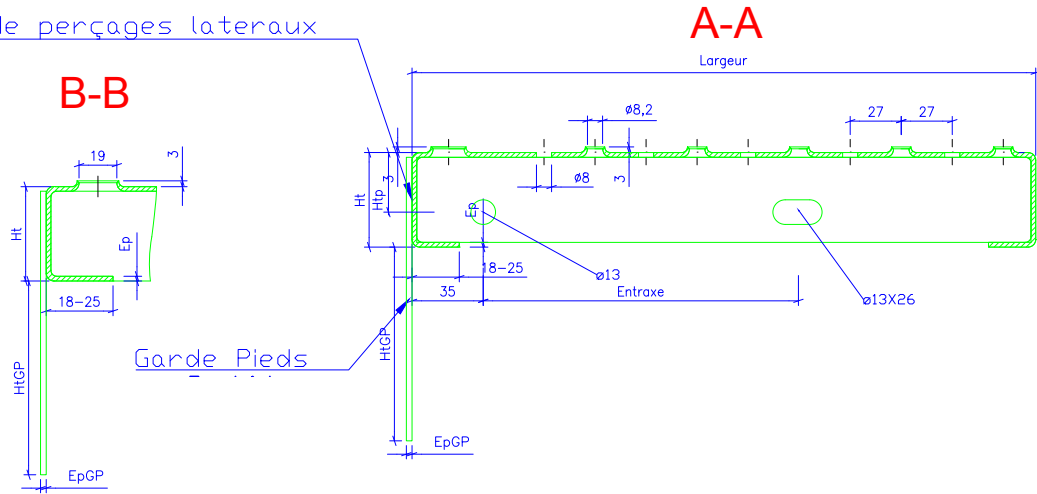 de perçages lateraux
A-A
Largeur
B-B
ø8,2
27
27
19
3
3
Ht
Htp
ø8
3
Ht
Ep
Ep
18-25
18-25
ø13
35
Entraxe
ø13X26
HtGP
HtGP
Garde Pieds
EpGP
EpGP